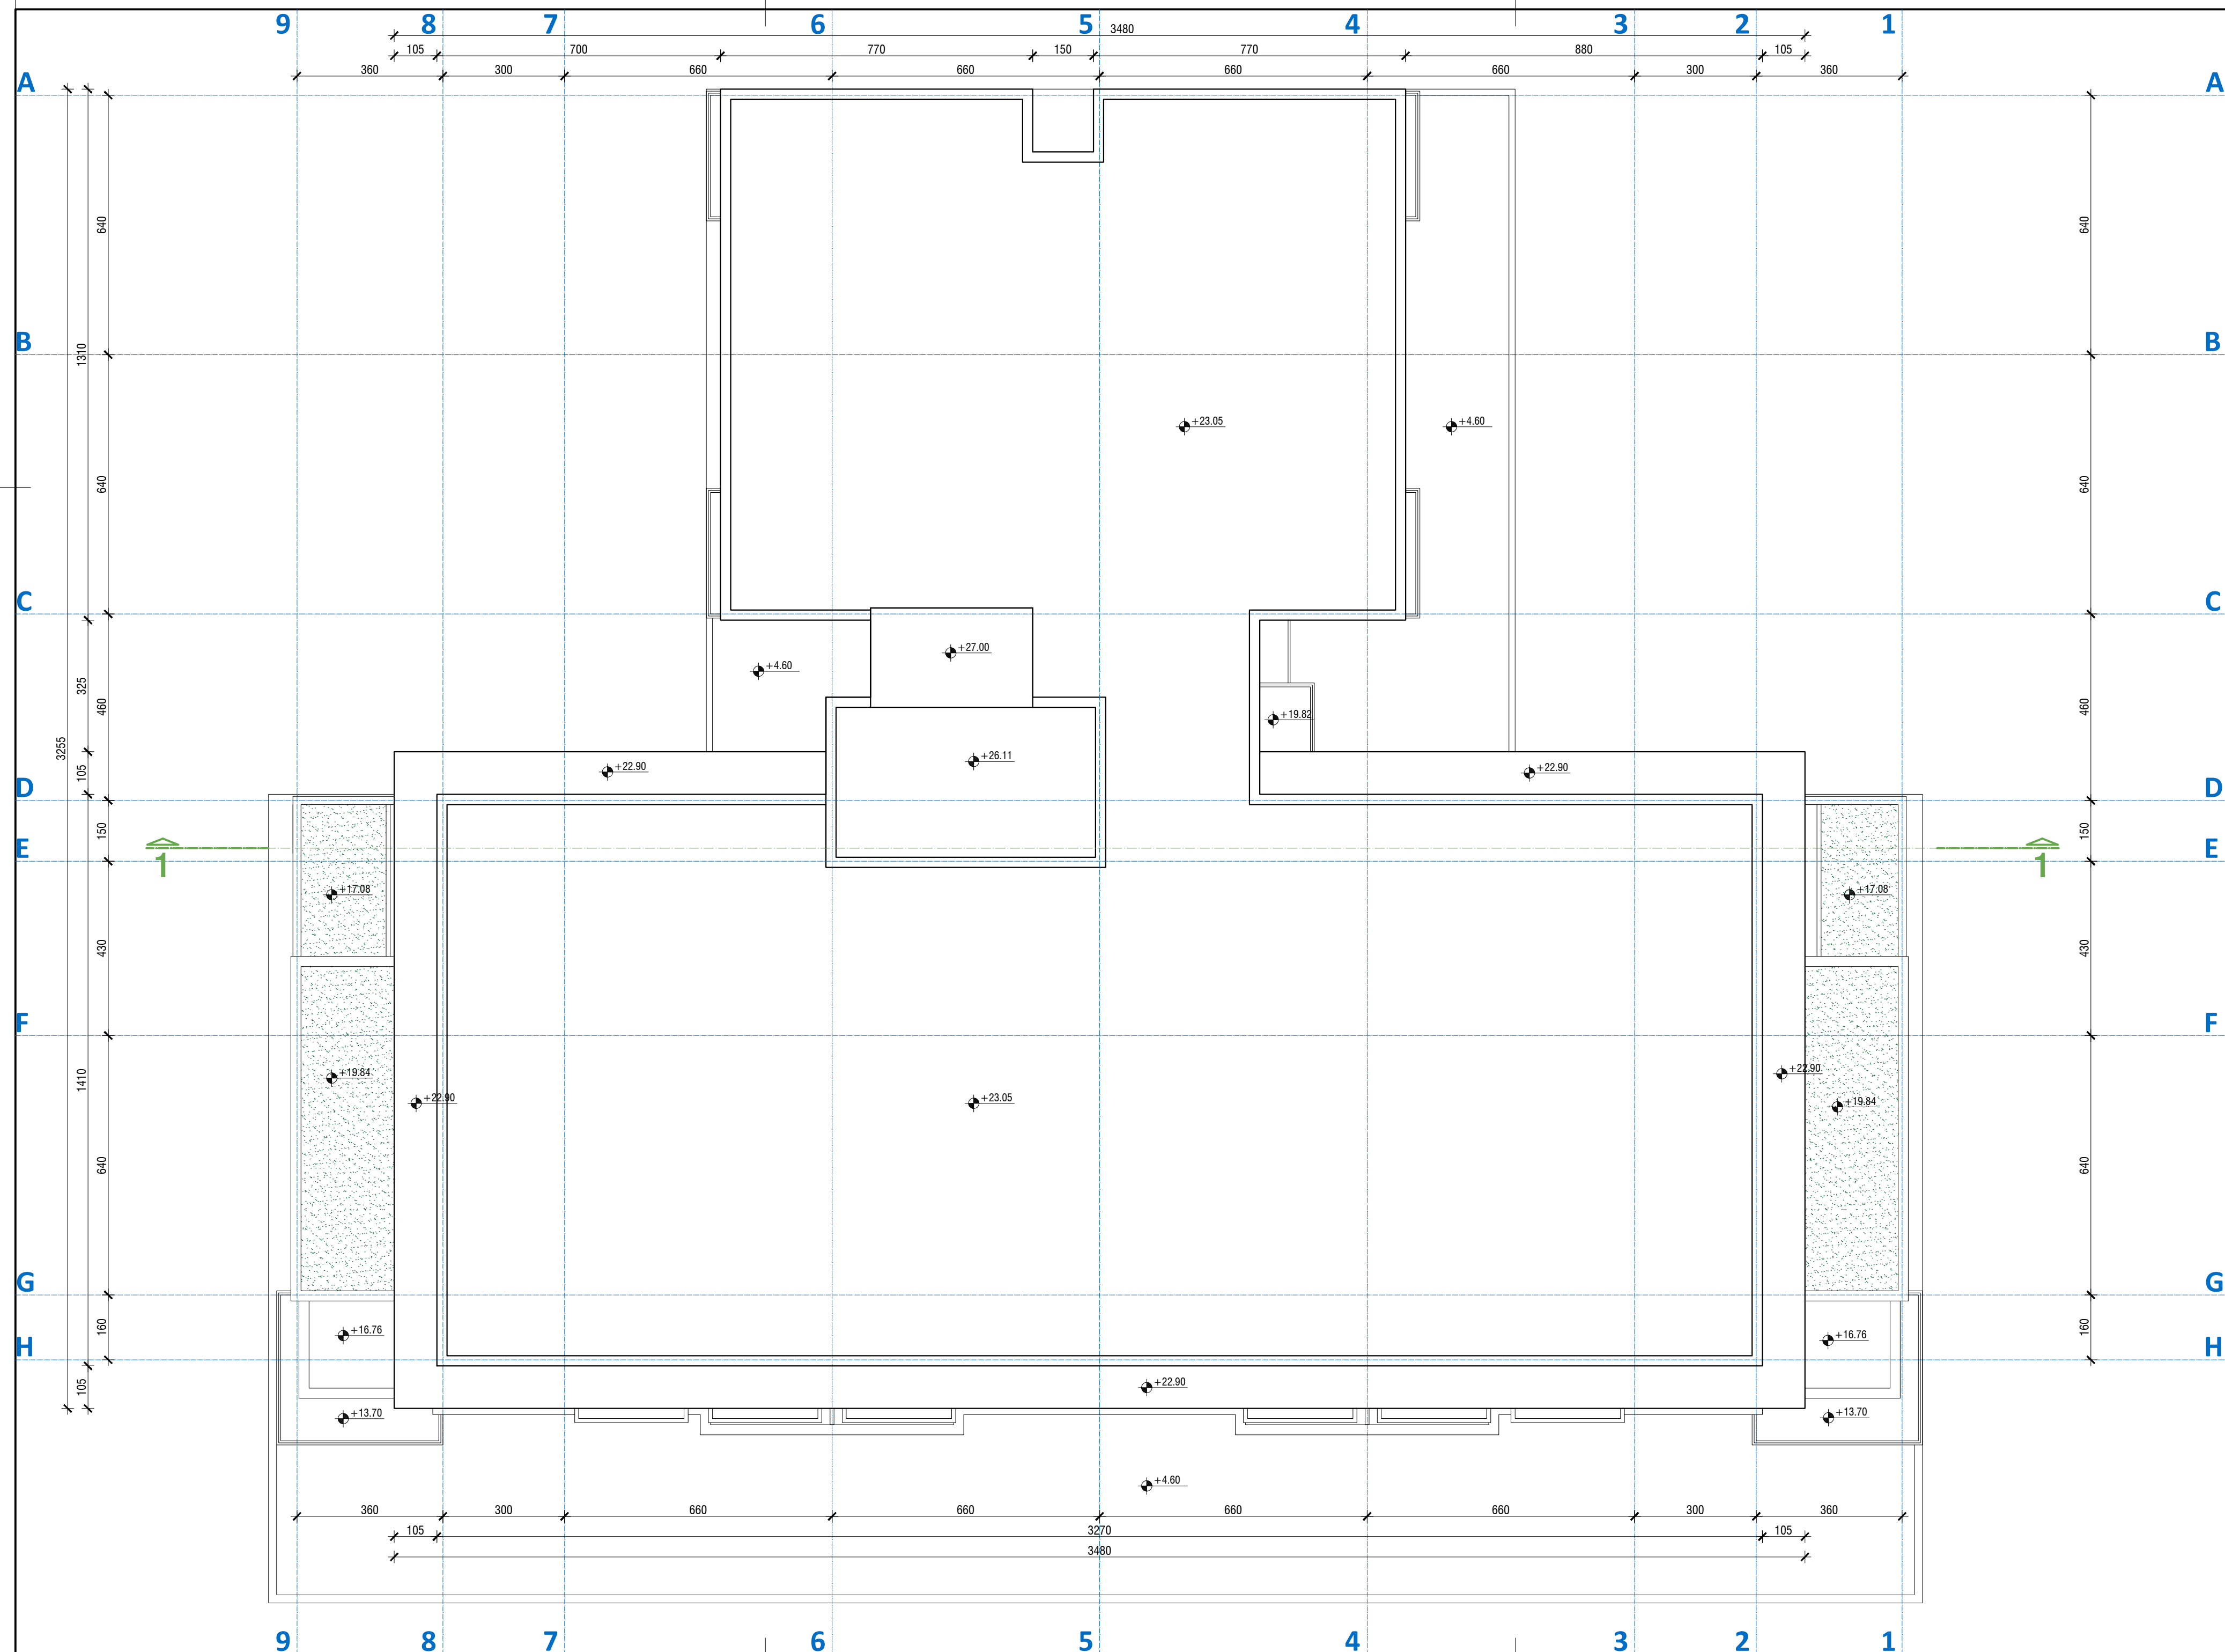 9 8 7 6 5 4 3 2 1
3480
105 700 770 150 770 880 105
360 300 660 660 660 660 300 360
A A
640 640
B B
1310
+23.05 +4.60
640 640
C C
+27.00
+4.60
325
460 460
+19.82
3255
+26.11
+22.90 +22.90
105
D D
150 150
E E
1 1
+17.08 +17.08
430 430
F F
+22.90
1410
+19.84 +22.90 +23.05 +19.84
640 640
G G
160 160
+16.76 +16.76
H H
105
+22.90
+13.70 +13.70
+4.60
360 300 660 660 660 660 300 360
105 3270 105
3480
9 8 7 6 5 4 3 2 1